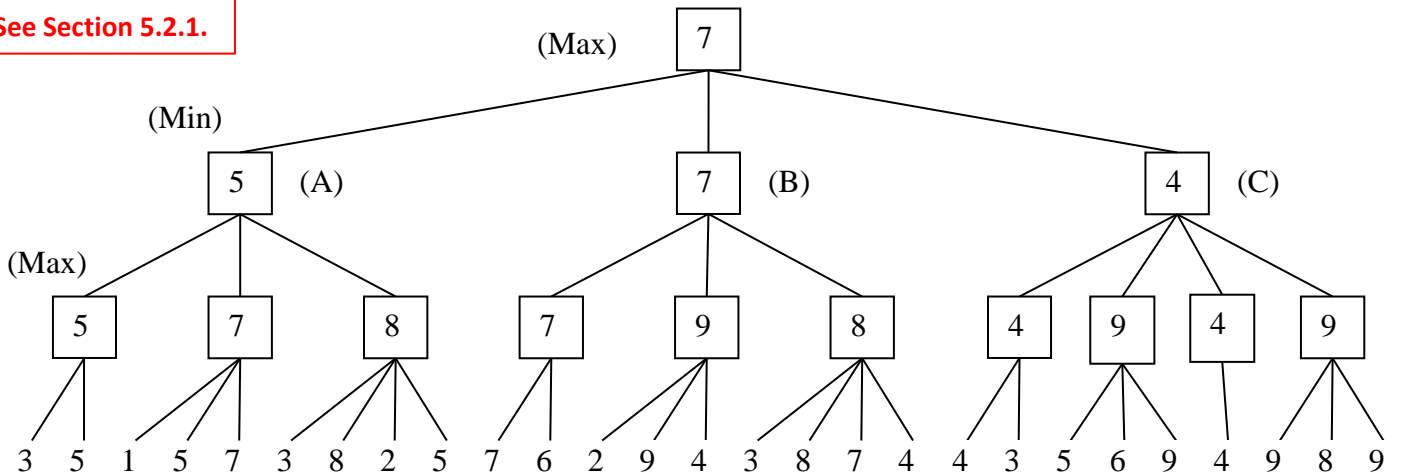 See Section 5.2.1.
(Max) 7
(Min)
5 (A) 7 (B) 4 (C)
(Max)
5 7 8 7 9 8 4 9 4 9
3 5 1 5 7 3 8 2 5 7 6 2 9 4 3 8 7 4 4 3 5 6 9 4 9 8 9